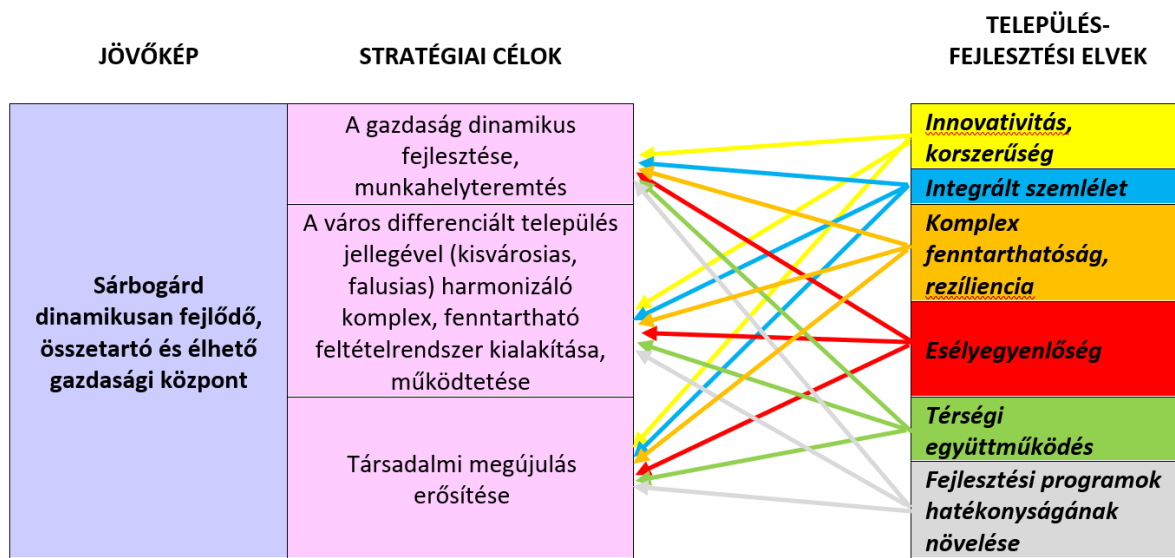 JÖVŐKÉP
STRATÉGIAI CÉLOK
TELEPÜLÉS-
FEJLESZTÉSI ELVEK
Sárbogárd
dinamikusan fejlődő,
összetartó és élhető
gazdasági központ
A gazdaság dinamikus
fejlesztése,
munkahelyteremtés
A város differenciált település
jellegével (kisvárosias,
falusias) harmonizáló
komplex, fenntartható
feltételrendszer kialakítása,
működtetése
Társadalmi megújulás
erősítése
Innovativitás,
korszerűség
Integrált szemlélet
Komplex
fenntarthatóság,
rezíliencia
Esélyegyenlőség
Térségi
együttműködés
Fejlesztési programok
hatékonyságának
növelése